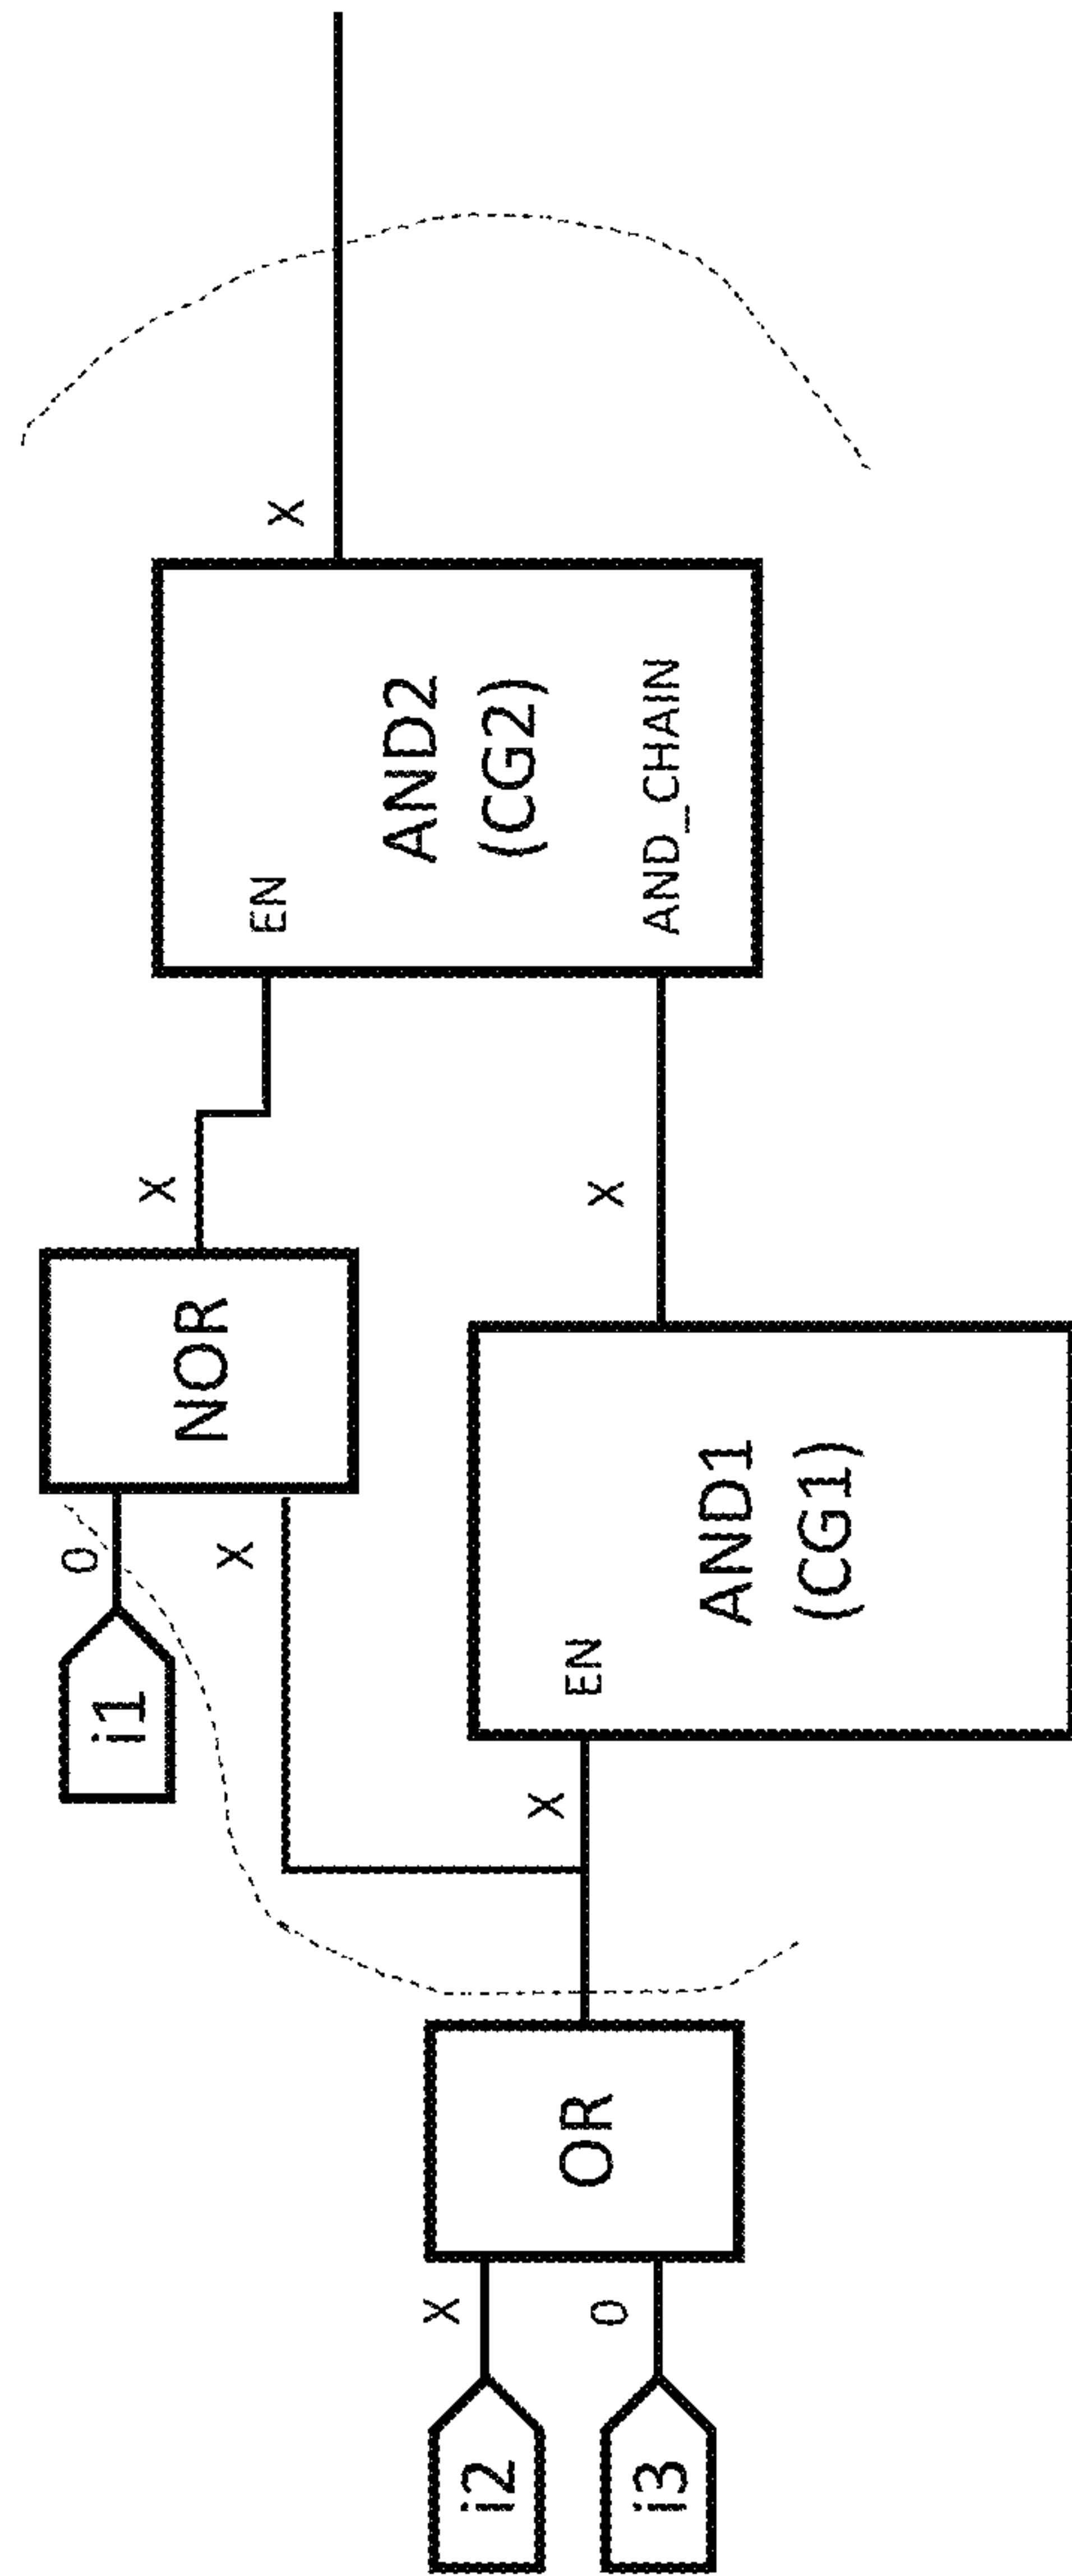 i1
0
X
NOR
X
EN
AND2
(CG2)
AND_CHAIN
X
i2
X
i3
0
OR
X
EN
AND1
(CG1)
X